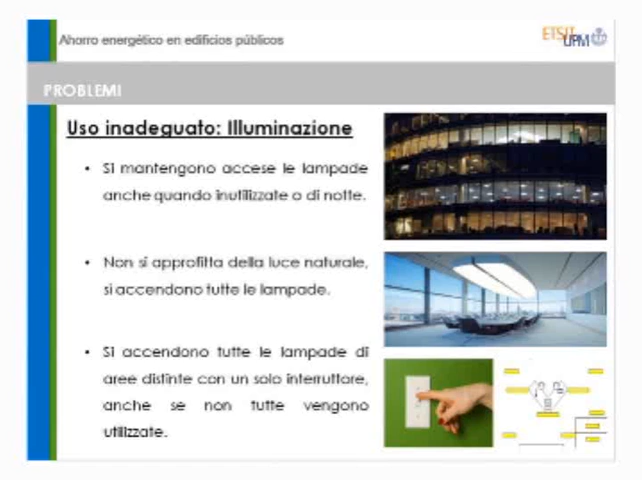 Ahorro energético en edificios públicos
ETSIT
UPM
PROBLEMI
Uso inadeguato: Illuminazione
• Si mantengono accese le lampade
anche quando inutilizzate o di notte.
• Non si approfitta della luce naturale,
si accendono tutte le lampade.
• Si accendono tutte le lampade di
aree distinte con un solo interruttore,
anche se non tutte vengono
utilizzate.